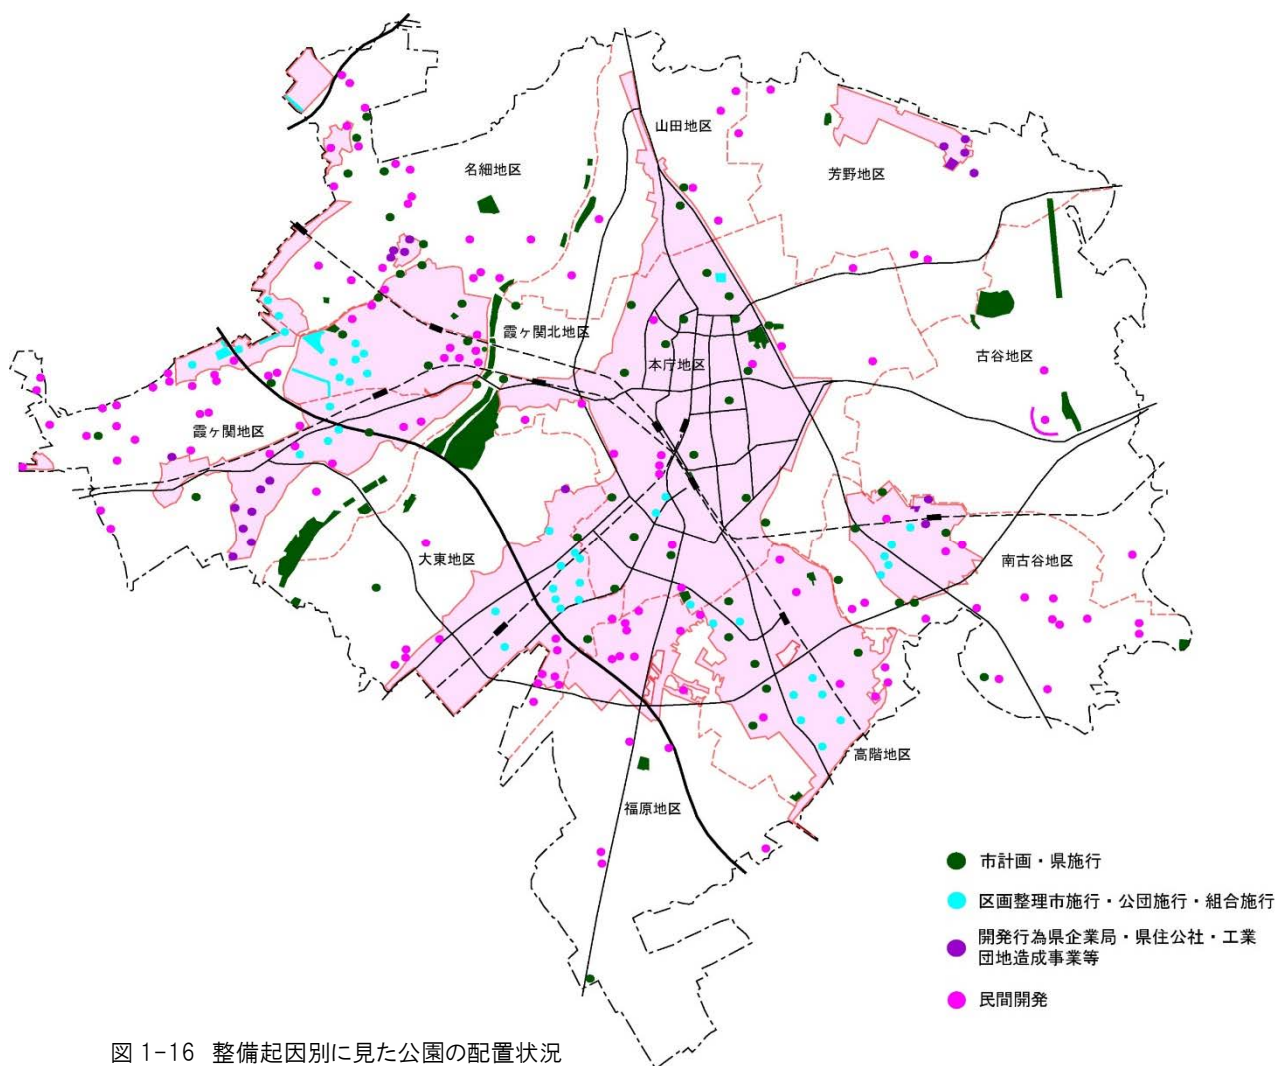 山田地区
名細地区
芳野地区
霞ヶ関北地区
本庁地区
古谷地区
霞ヶ関地区
大東地区
南古谷地区
高階地区
福原地区
市計画・県施行
区画整理市施行・公団施行・組合施行
開発行為県企業局・県住公社・工業
団地造成事業等
民間開発
図 1-16 整備起因別に見た公園の配置状況